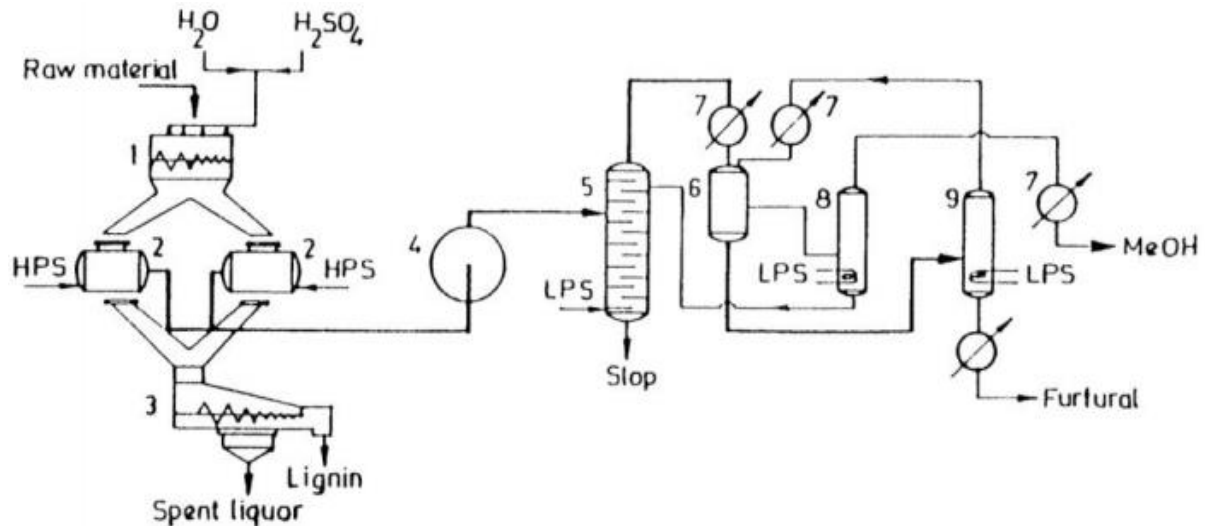 H2O
H2SO4
Raw material
1
2
2
HPS
HPS
3
Lignin
Spent liquor
4
5
LPS
Slop
6
7
7
8
LPS
9
LPS
7
MeOH
Furtural